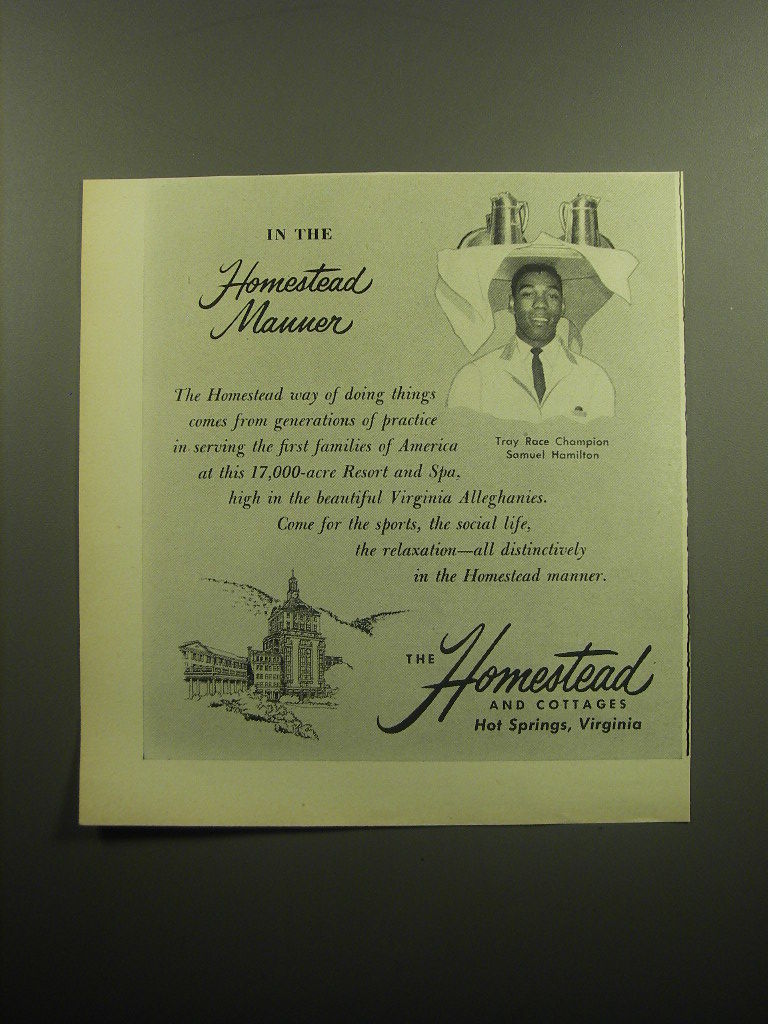 IN THE
Homestead
Manner
Tray Race Champion
Samuel Hamilton
The Homestead way of doing things
comes from generations of practice
in serving the first families of America
at this 17,000-acre Resort and Spa,
high in the beautiful Virginia Alleghanies.
Come for the sports, the social life,
the relaxation—all distinctively
in the Homestead manner.
THE Homestead
AND COTTAGES
Hot Springs, Virginia